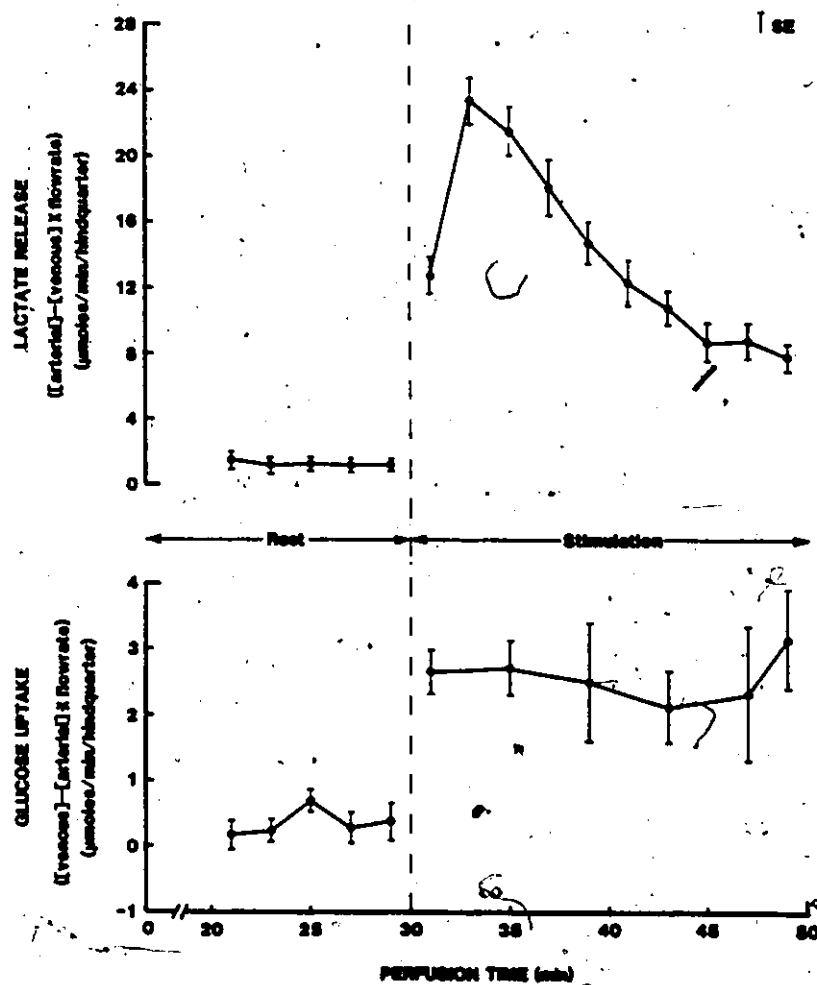 28
24
20
16
12
8
4
0
SE
LACTATE RELEASE
([arterial]-[venous] X flowrate)
(µmoles/min/hindquarter)
Rest
Stimulation
4
3
2
1
0
-1
GLUCOSE UPTAKE
([venous]-[arterial] X flowrate)
(µmoles/min/hindquarter)
0
20
25
30
35
40
45
50
PERFUSION TIME (min)